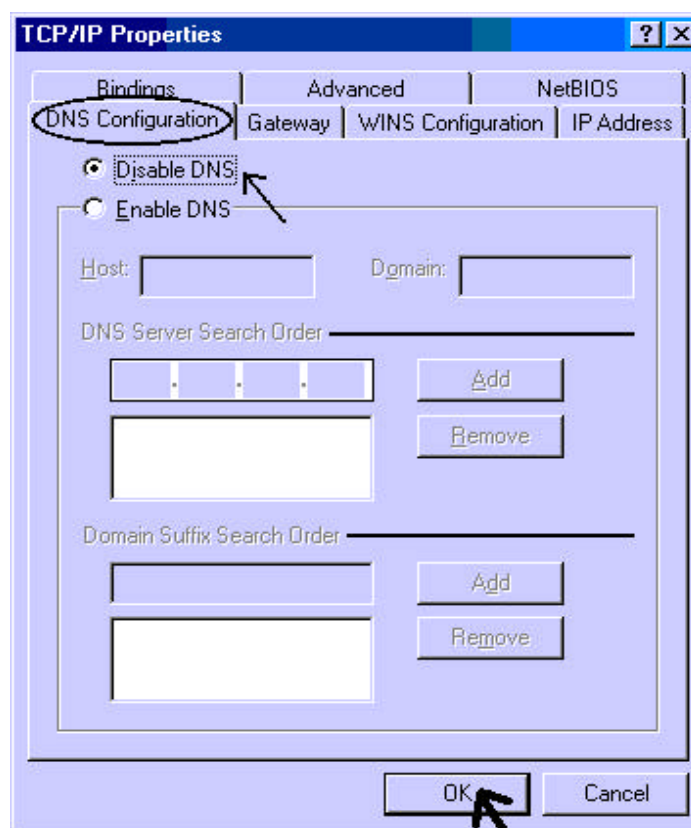 TCP/IP Properties
Bindings Advanced NetBIOS
DNS Configuration Gateway WINS Configuration IP Address
Disable DNS
Enable DNS
Host: Domain:
DNS Server Search Order
Add
Remove
Domain Suffix Search Order
Add
Remove
OK Cancel